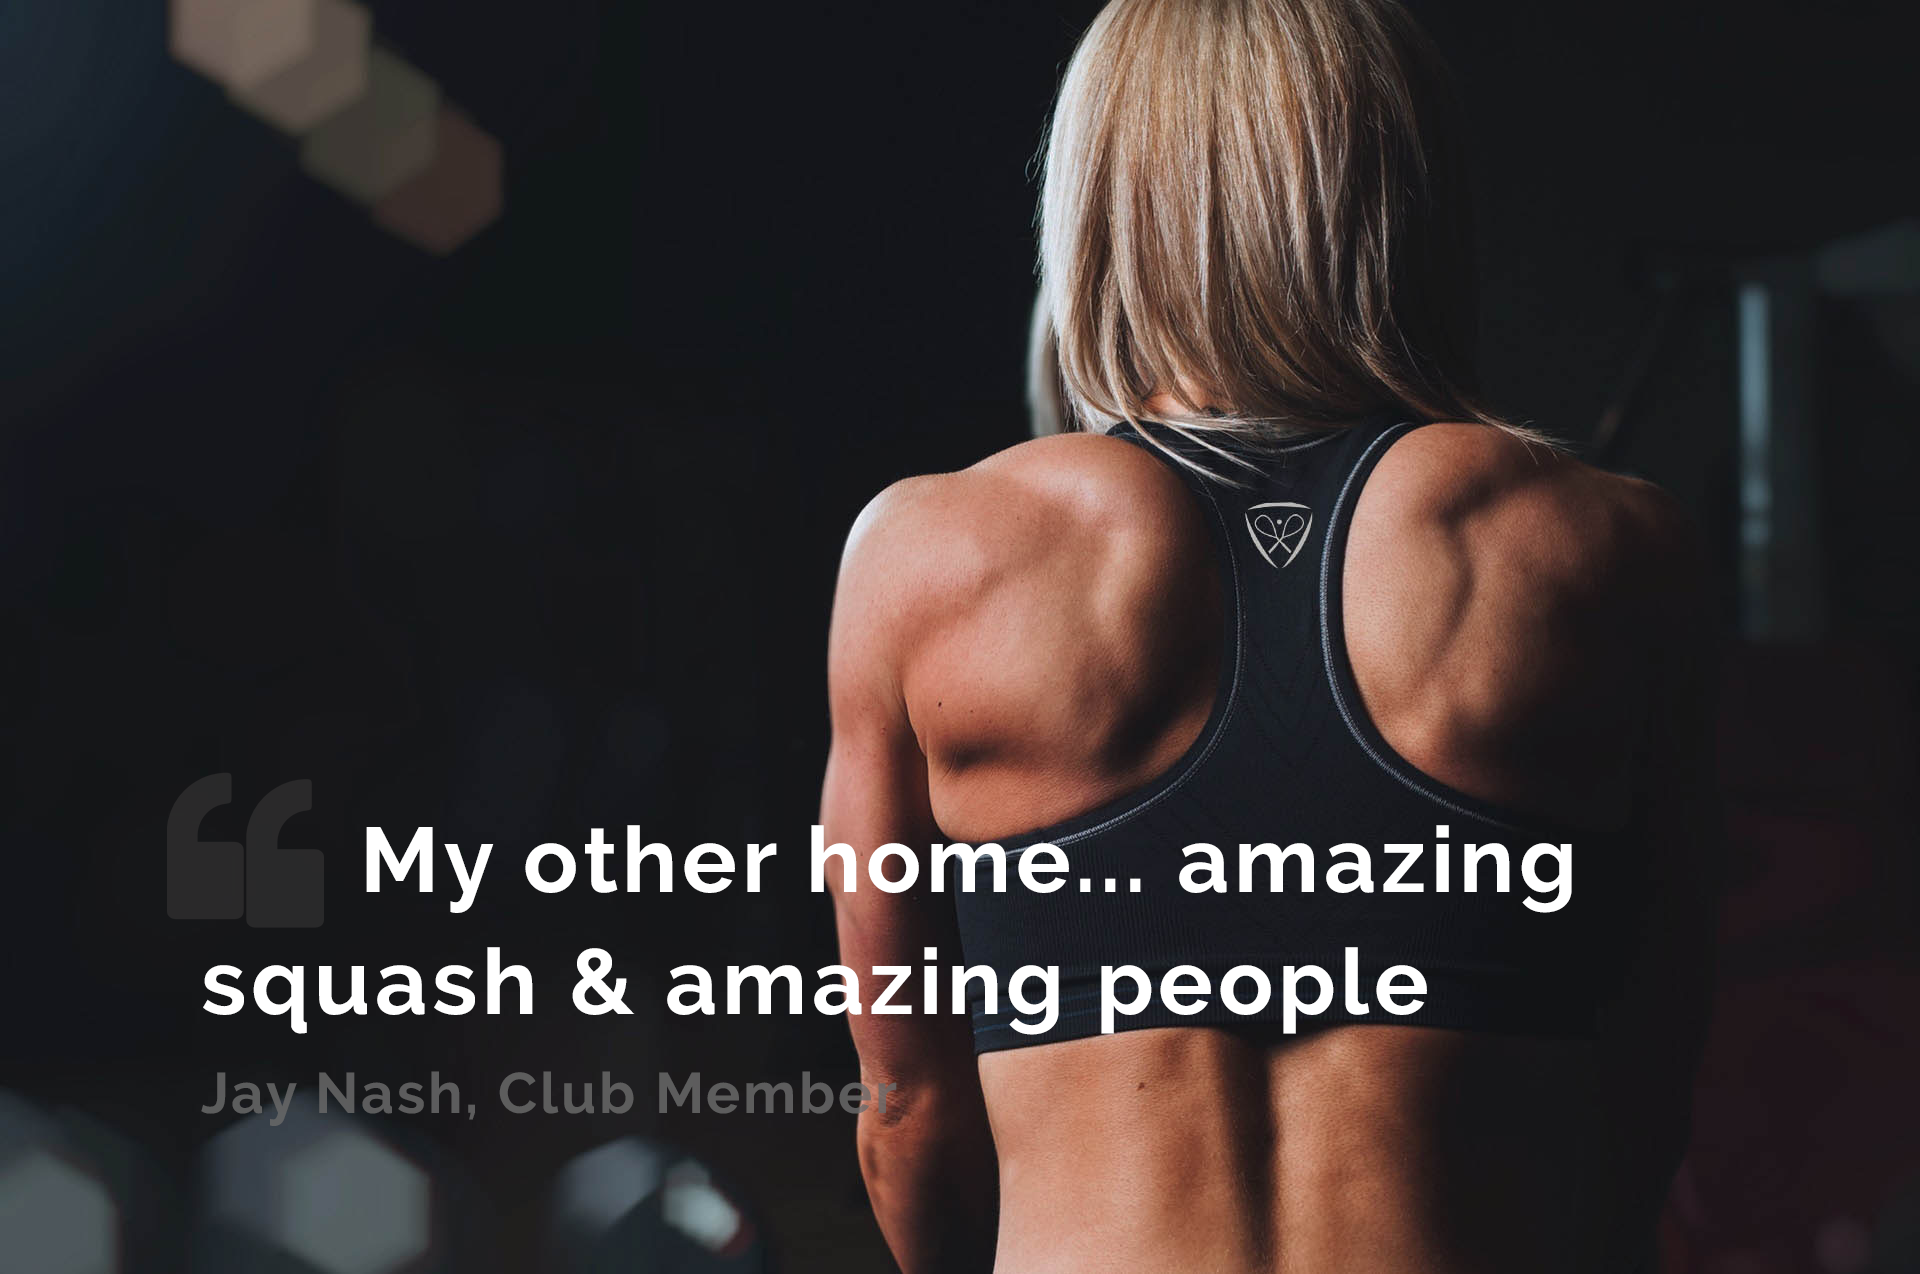 “ My other home... amazing
squash & amazing people
Jay Nash, Club Member